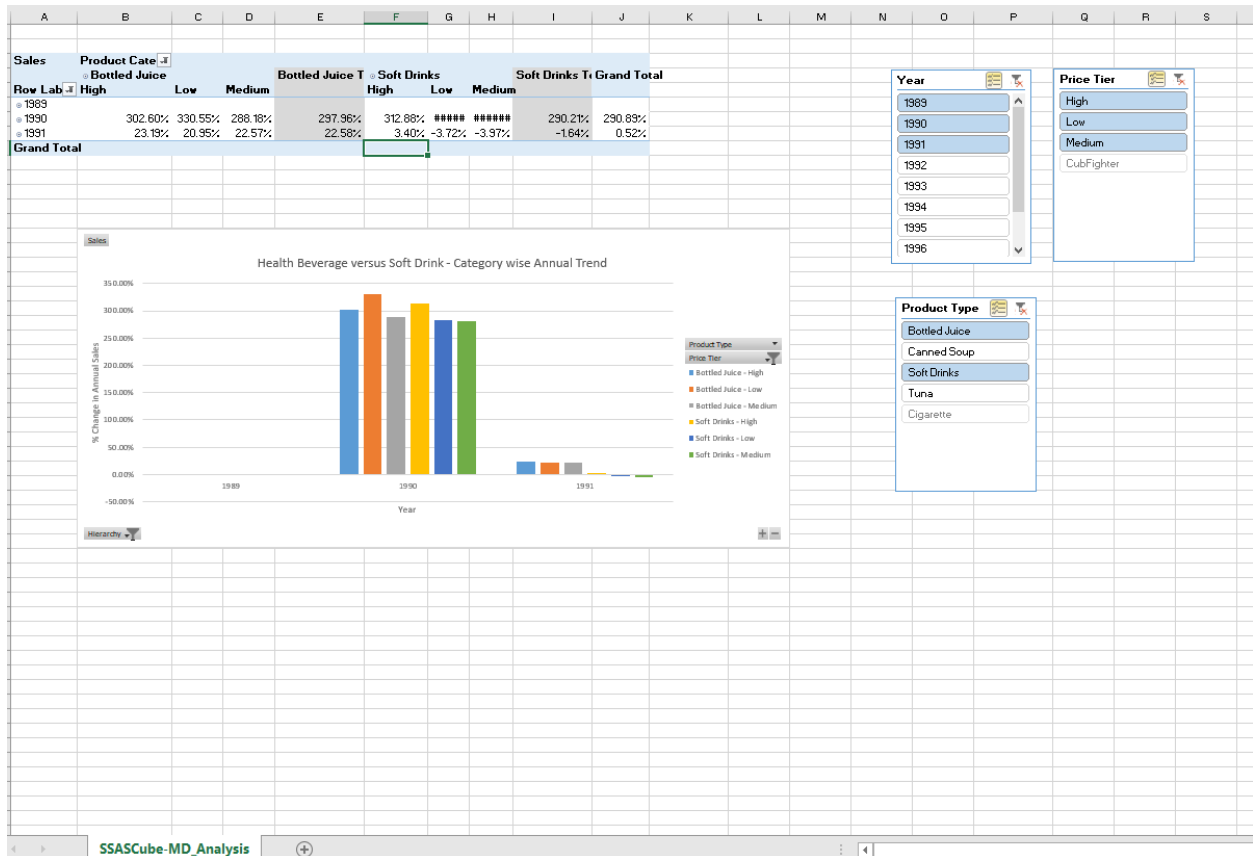 A B C D E F G H I J K L M N O P Q R S
Sales Product Cate
Bottled Juice Bottled Juice T Soft Drinks Soft Drinks T Grand Total
Row Lab High Low Medium High Low Medium
1989
1990 302.60% 330.55% 288.18% 297.96% 312.88% ##### ###### 290.21% 290.89%
1991 23.19% 20.95% 22.57% 22.58% 3.40% -3.72% -3.97% -1.64% 0.52%
Grand Total
Year
1989
1990
1991
1992
1993
1994
1995
1996
Price Tier
High
Low
Medium
CubFighter
Sales
Health Beverage versus Soft Drink - Category wise Annual Trend
350.00%
300.00%
250.00%
200.00%
150.00%
100.00%
50.00%
0.00%
-50.00%
% Change in Annual Sales
1989 1990 1991
Year
Product Type
Price Tier
Bottled Juice - High
Bottled Juice - Low
Bottled Juice - Medium
Soft Drinks - High
Soft Drinks - Low
Soft Drinks - Medium
Hierarchy
Product Type
Bottled Juice
Canned Soup
Soft Drinks
Tuna
Cigarette
SSASCube-MD_Analysis